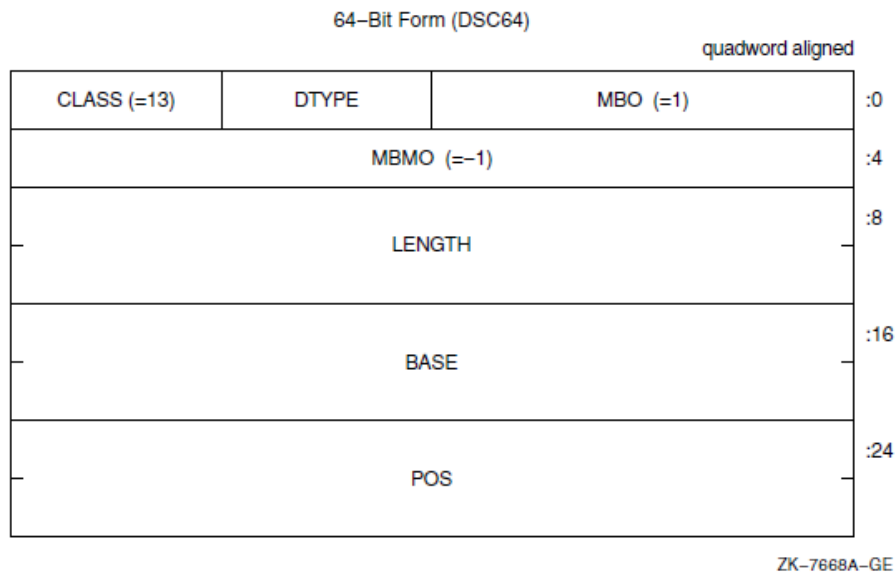 64–Bit Form (DSC64)
quadword aligned
CLASS (=13) DTYPE MBO (=1) :0
MBMO (=–1) :4
:8
LENGTH
:16
BASE
:24
POS
ZK–7668A–GE